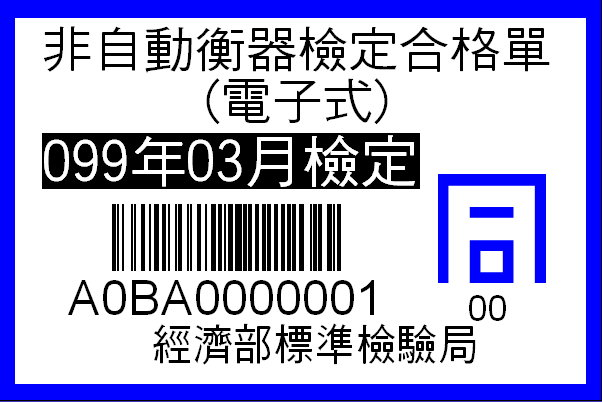 非自動衡器檢定合格單
(電子式)
099年03月檢定
同
A0BA0000001
00
經濟部標準檢驗局